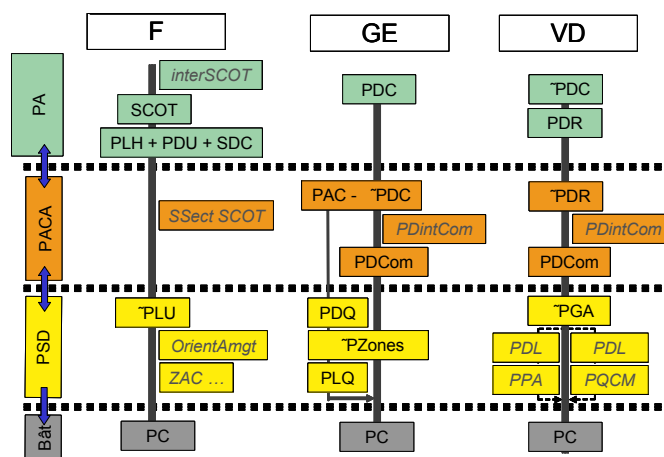 F
GE
VD
PA
interSCOT
SCOT
PLH + PDU + SDC
PDC
˜PDC
PDR
PACA
SSect SCOT
PAC - ˜PDC
PDintCom
PDCom
˜PDR
PDintCom
PDCom
PSD
˜PLU
OrientAmgt
ZAC …
PDQ
˜PZones
PLQ
˜PGA
PDL
PDL
PPA
PQCM
Bât
PC
PC
PC